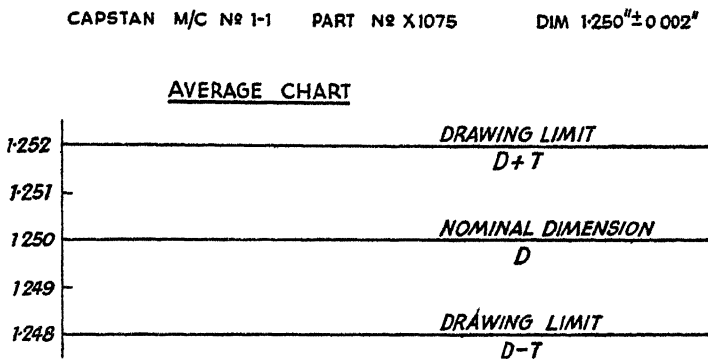 CAPSTAN M/C Nº 1-1 PART Nº X1075 DIM 1·250"±0 002"
AVERAGE CHART
1·252 DRAWING LIMIT
D+T
1·251
1 250 NOMINAL DIMENSION
D
1 249
1·248 DRAWING LIMIT
D-T